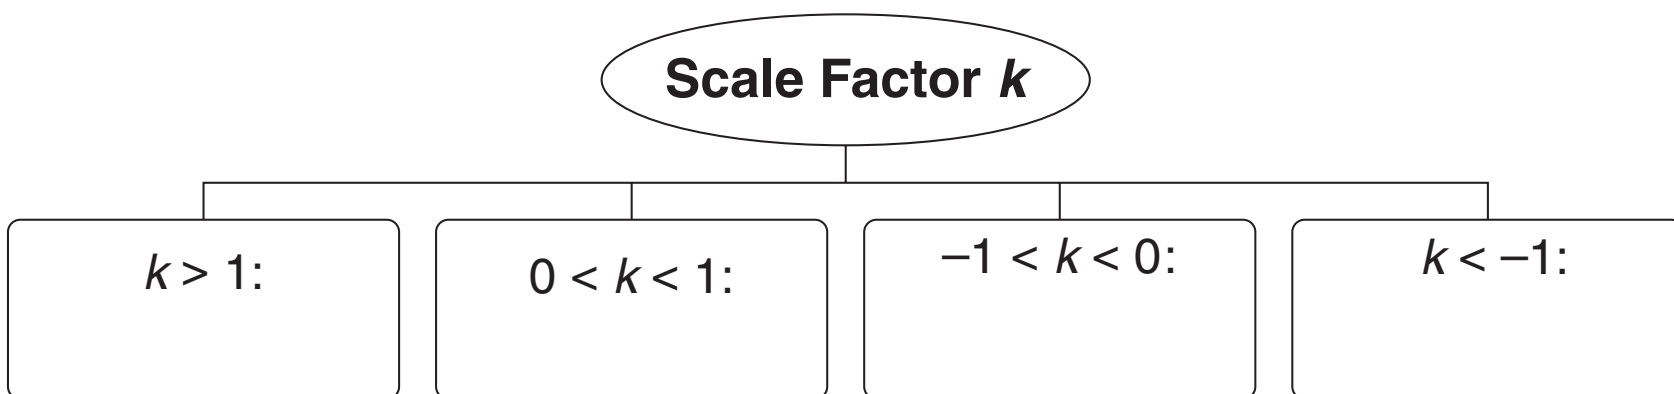 Scale Factor k
k > 1:
0 < k < 1:
–1 < k < 0:
k < –1: